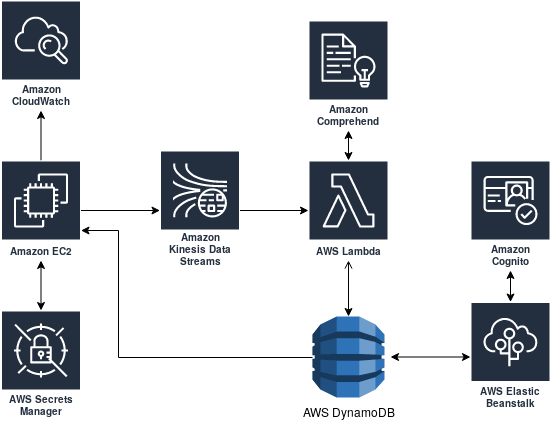 Amazon
CloudWatch
Amazon
Comprehend
Amazon EC2
Amazon
Kinesis Data
Streams
AWS Lambda
Amazon
Cognito
AWS Secrets
Manager
AWS DynamoDB
AWS Elastic
Beanstalk